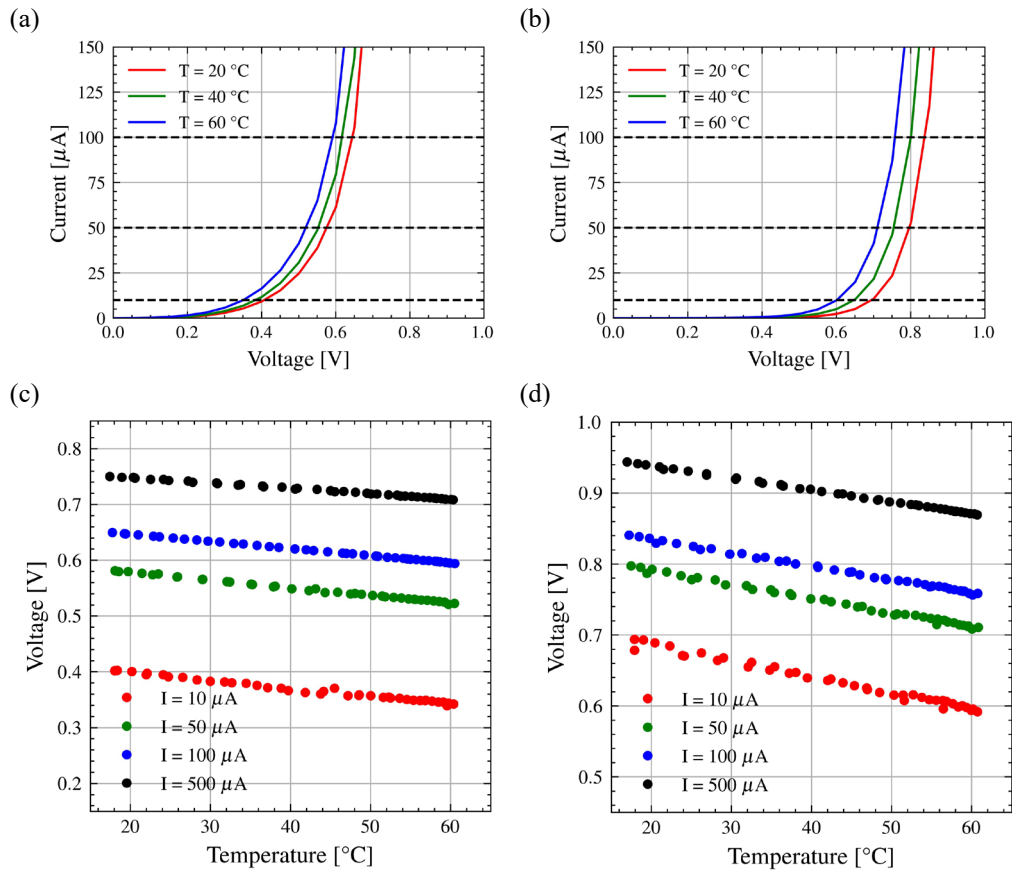 (a)
150
125
100
75
50
25
0
T = 20 °C
T = 40 °C
T = 60 °C
Current [μA]
0.0 0.2 0.4 0.6 0.8 1.0
Voltage [V]
(b)
150
125
100
75
50
25
0
T = 20 °C
T = 40 °C
T = 60 °C
Current [μA]
0.0 0.2 0.4 0.6 0.8 1.0
Voltage [V]
(c)
0.8
0.7
0.6
0.5
0.4
0.3
0.2
Voltage [V]
I = 10 μA
I = 50 μA
I = 100 μA
I = 500 μA
20 30 40 50 60
Temperature [°C]
(d)
1.0
0.9
0.8
0.7
0.6
0.5
Voltage [V]
I = 10 μA
I = 50 μA
I = 100 μA
I = 500 μA
20 30 40 50 60
Temperature [°C]